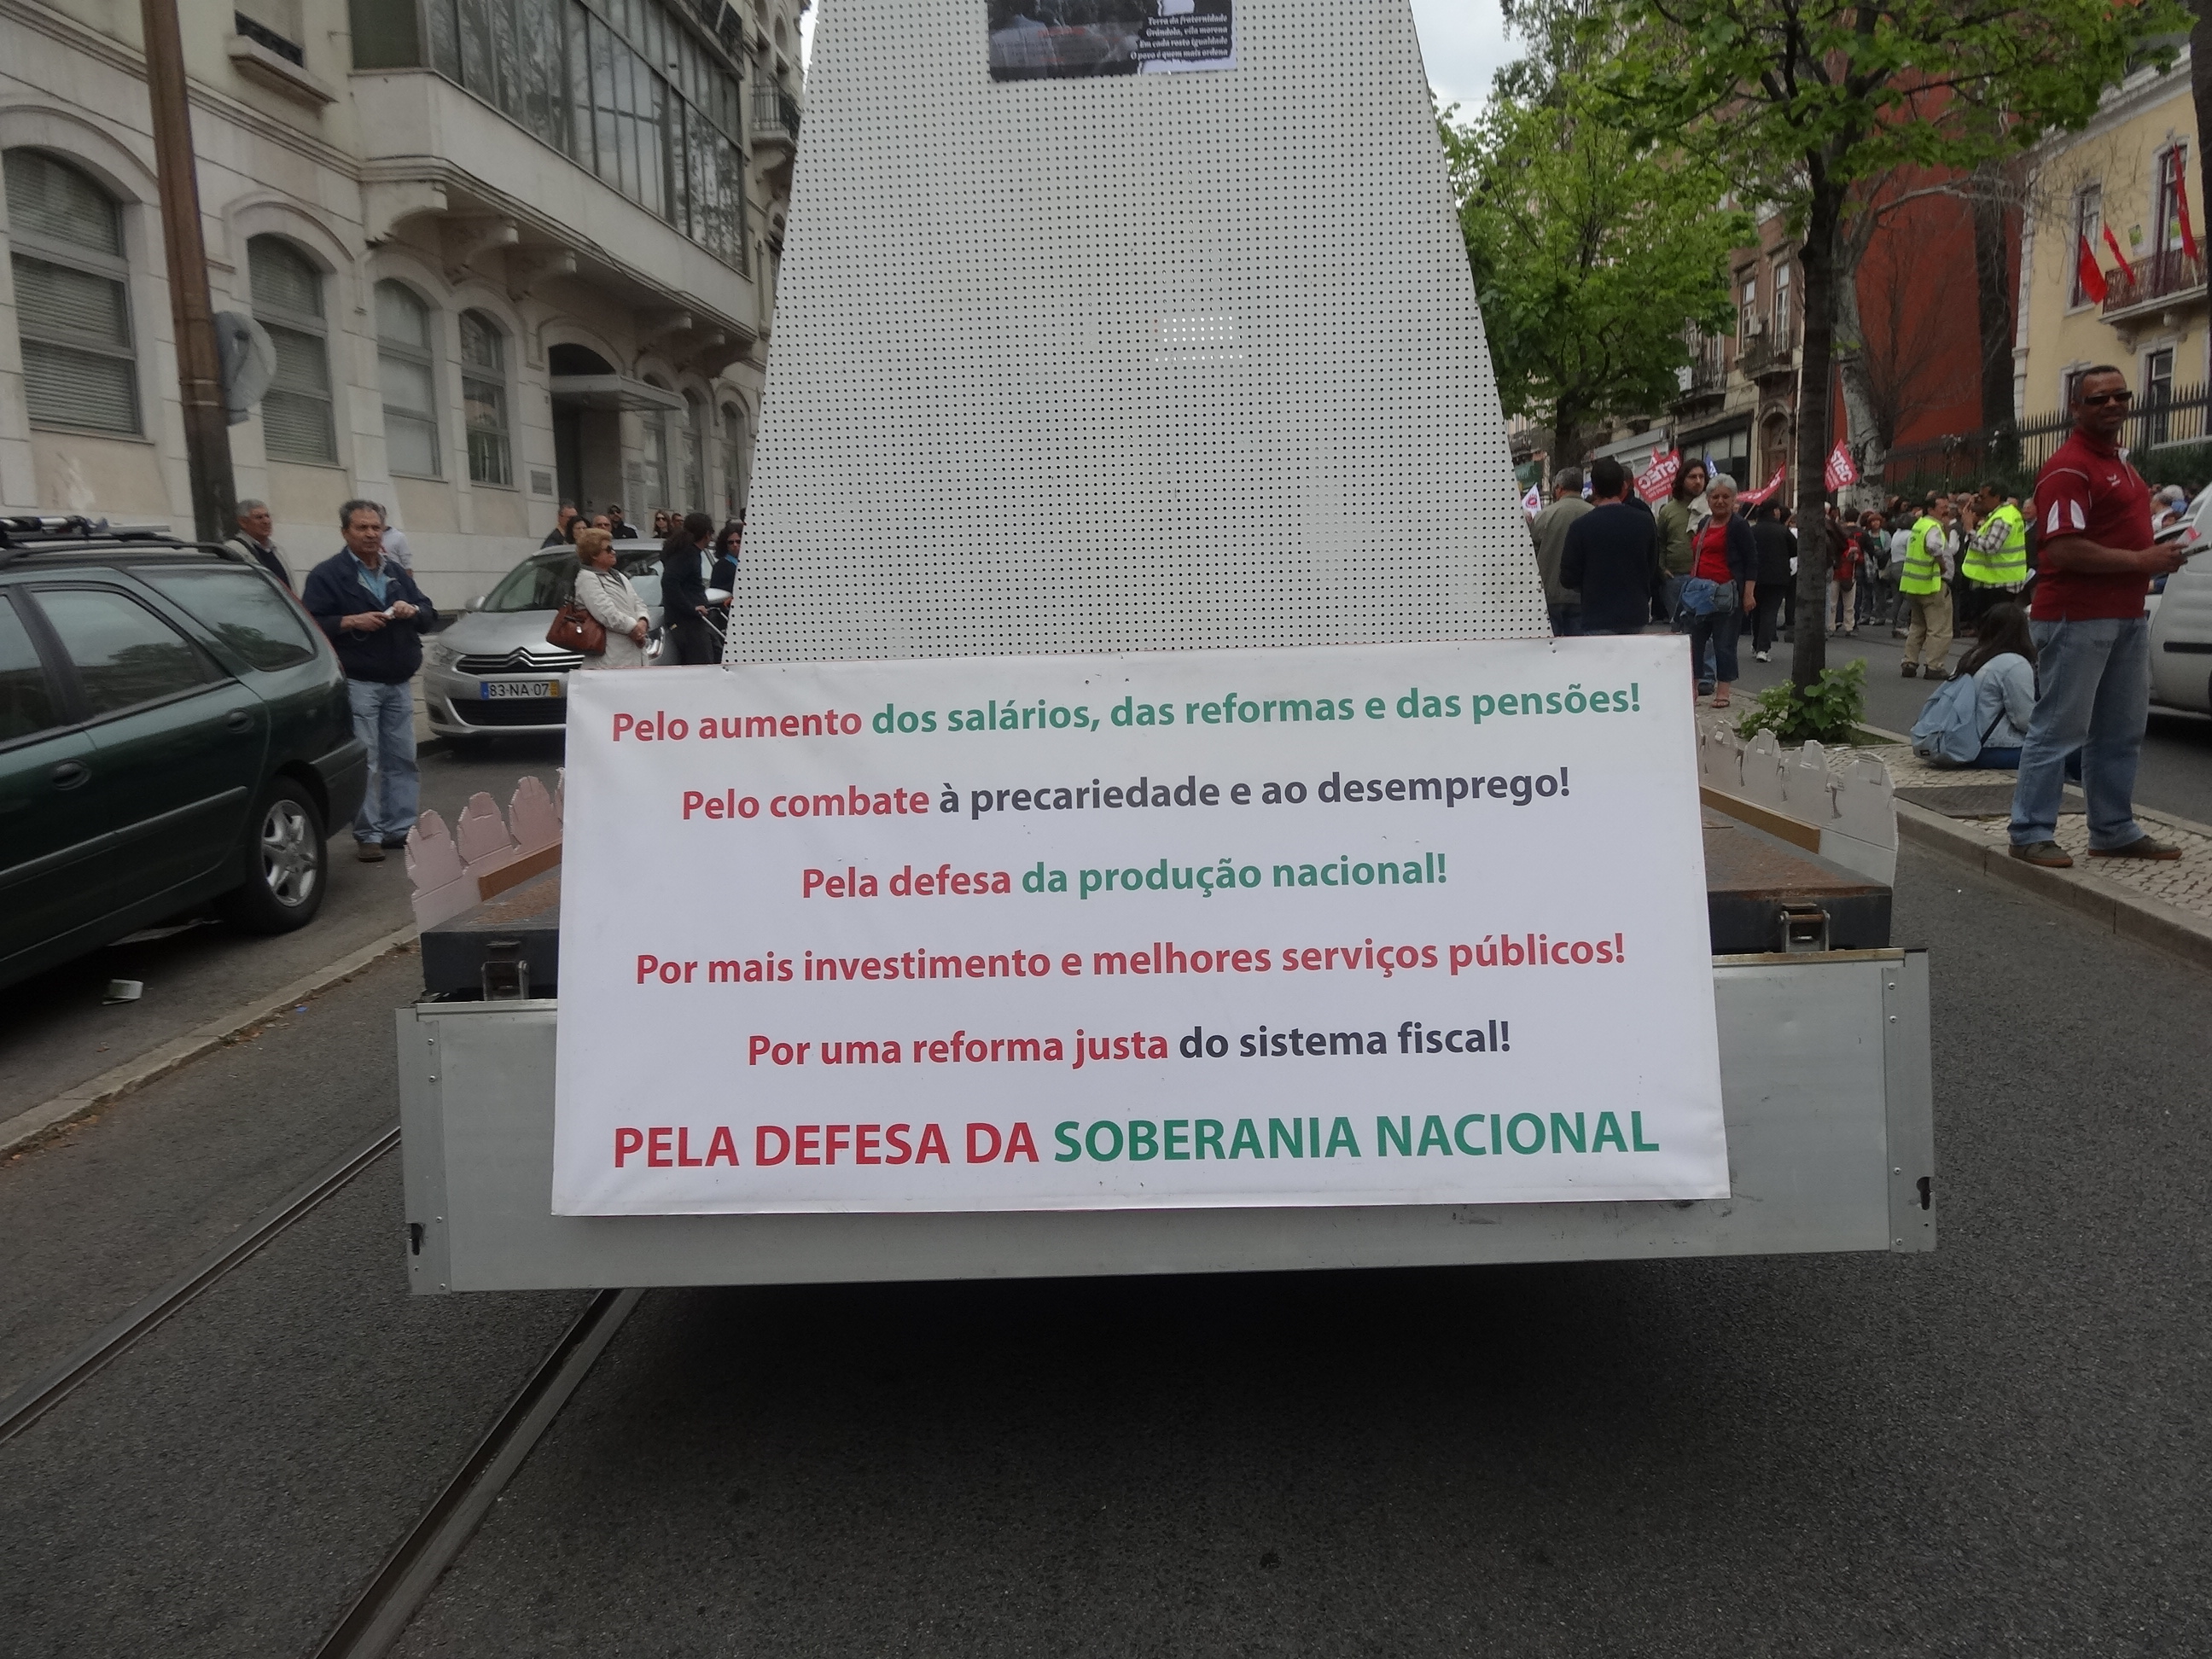 Terra da fraternidade
Grândola, vila morena
Em cada rosto igualdade
O povo é quem mais ordena
83-NA-07
Pelo aumento dos salários, das reformas e das pensões!
Pelo combate à precariedade e ao desemprego!
Pela defesa da produção nacional!
Por mais investimento e melhores serviços públicos!
Por uma reforma justa do sistema fiscal!
PELA DEFESA DA SOBERANIA NACIONAL